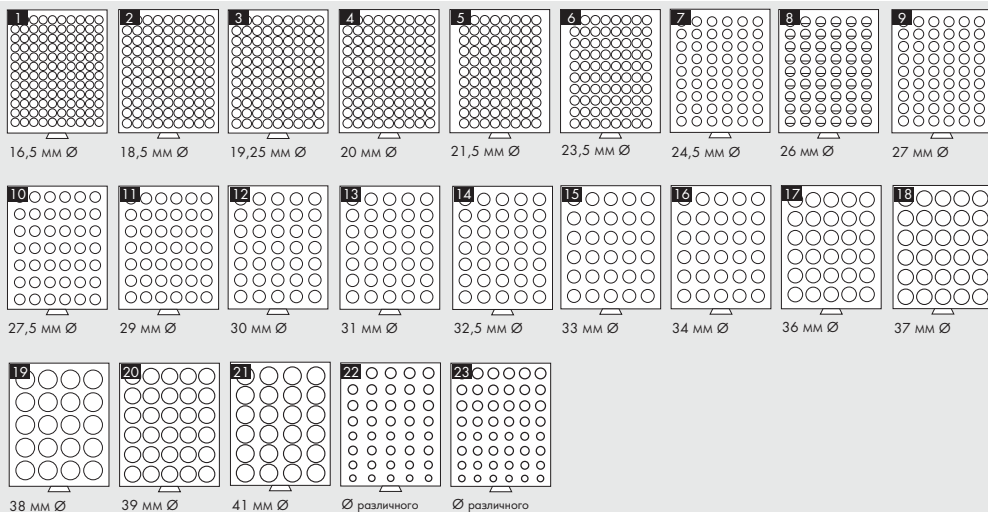 1 2 3 4 5 6 7 8 9
16,5 мм Ø 18,5 мм Ø 19,25 мм Ø 20 мм Ø 21,5 мм Ø 23,5 мм Ø 24,5 мм Ø 26 мм Ø 27 мм Ø
10 11 12 13 14 15 16 17 18
27,5 мм Ø 29 мм Ø 30 мм Ø 31 мм Ø 32,5 мм Ø 33 мм Ø 34 мм Ø 36 мм Ø 37 мм Ø
19 20 21 22 23
38 мм Ø 39 мм Ø 41 мм Ø Ø различного Ø различного